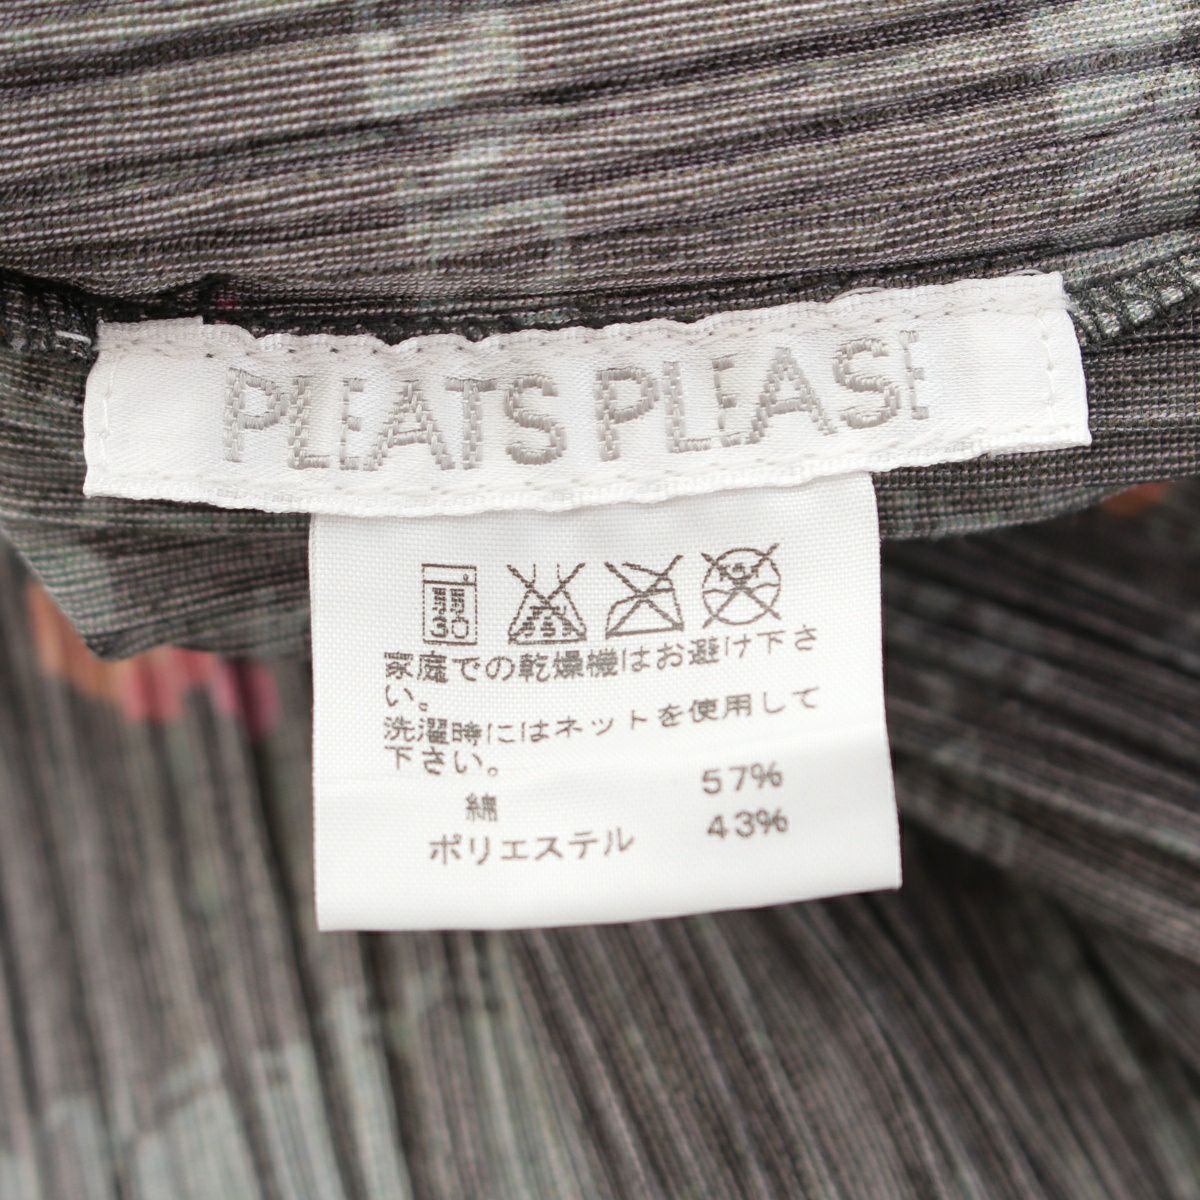 PLEATS PLEASE
30
家庭での乾燥機はお避け下さ
い。
洗濯時にはネットを使用して
下さい。
綿 57%
ポリエステル 43%